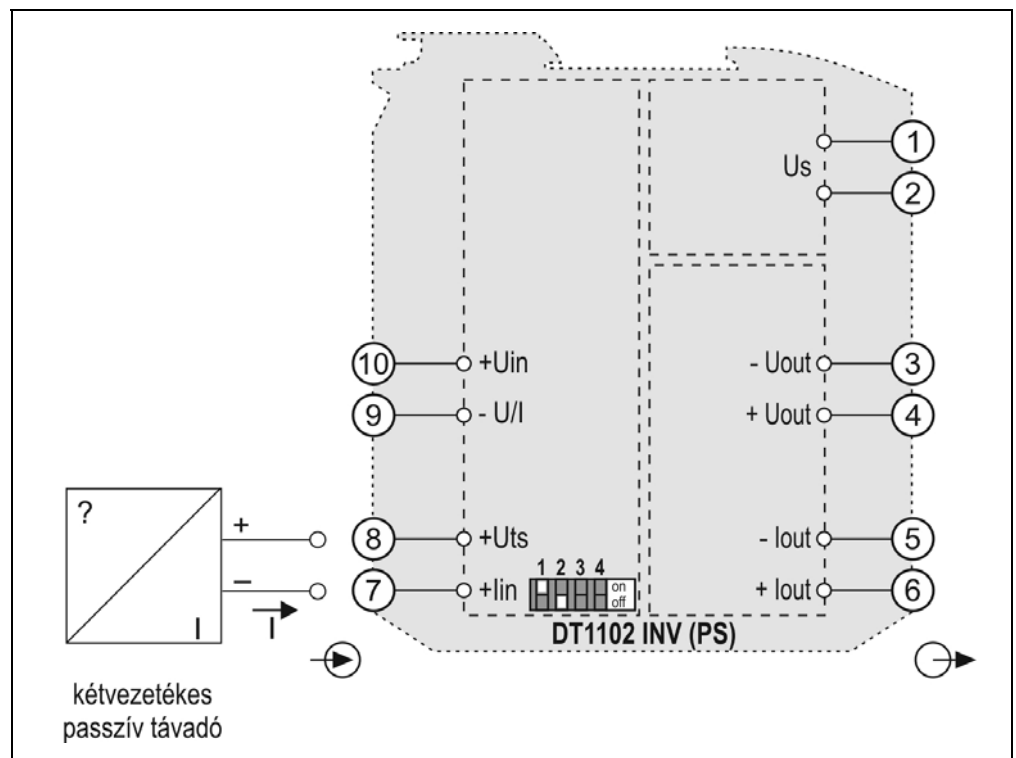 1
Us
2
10 +Uin
- Uout 3
9 - U/I
+ Uout 4
?
+
8 +Uts
- Iout 5
1 2 3 4
on
off
–
7 +Iin
+ Iout 6
I
I
DT1102 INV (PS)
kétvezetékes
passzív távadó